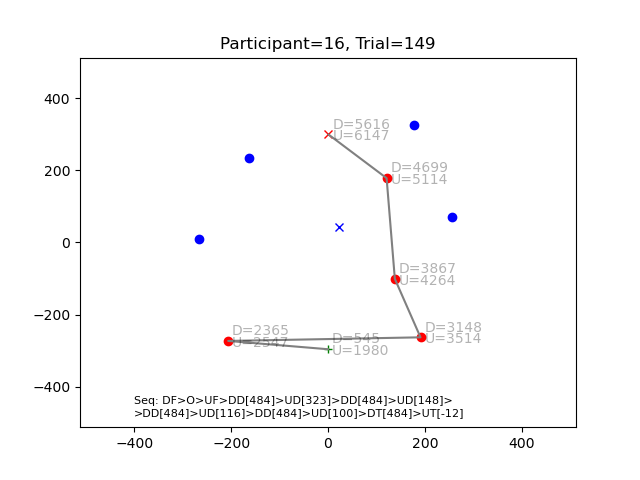 Participant=16, Trial=149
400
200
0
−200
−400
D=5616
U=6147
D=4699
U=5114
D=3867
U=4264
D=3148
U=3514
D=2365
U=2547
D=545
U=1980
Seq: DF>O>UF>DD[484]>UD[323]>DD[484]>UD[148]>
>DD[484]>UD[116]>DD[484]>UD[100]>DT[484]>UT[-12]
−400
−200
0
200
400